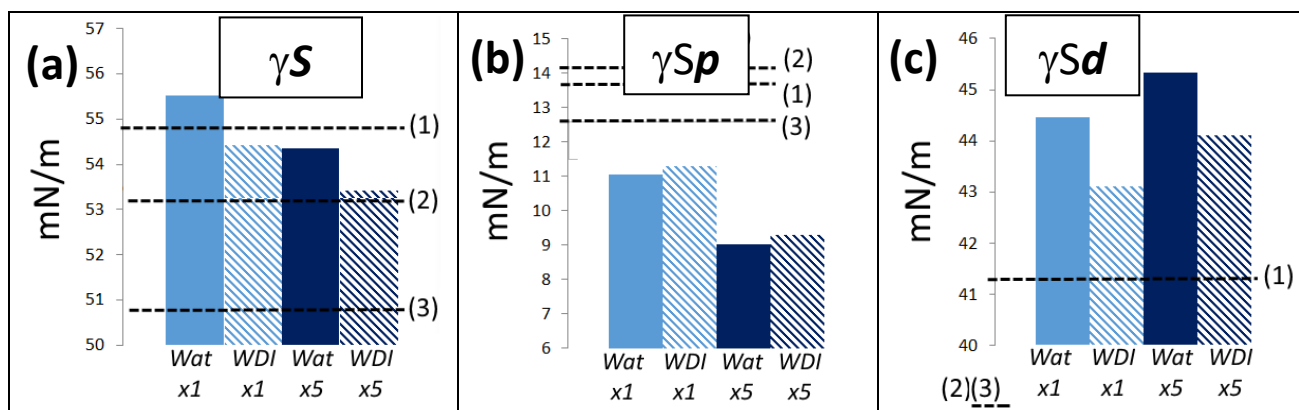 (a)
γS
mN/m
57
56
55
54
53
52
51
50
(1)
(2)
(3)
Wat WDI Wat WDI
x1 x1 x5 x5
(b)
γSp
mN/m
15
14
13
12
11
10
9
8
7
6
(2)
(1)
(3)
Wat WDI Wat WDI
x1 x1 x5 x5
(c)
γSd
mN/m
46
45
44
43
42
41
40
(1)
(2)(3)
Wat WDI Wat WDI
x1 x1 x5 x5